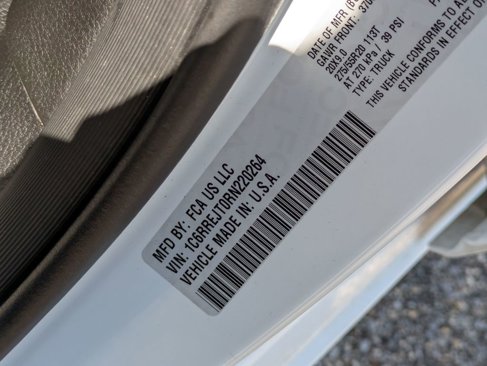 DATE OF MFR
GAWR FRONT:
20X9.0
275/55R20 113T
AT 270 kPa / 39 PSI
TYPE: TRUCK
THIS VEHICLE CONFORMS TO
STANDARDS IN EFFECT
MFD BY: FCA US LLC
VIN: 1C6RREJT0RN220264
VEHICLE MADE IN: U.S.A.